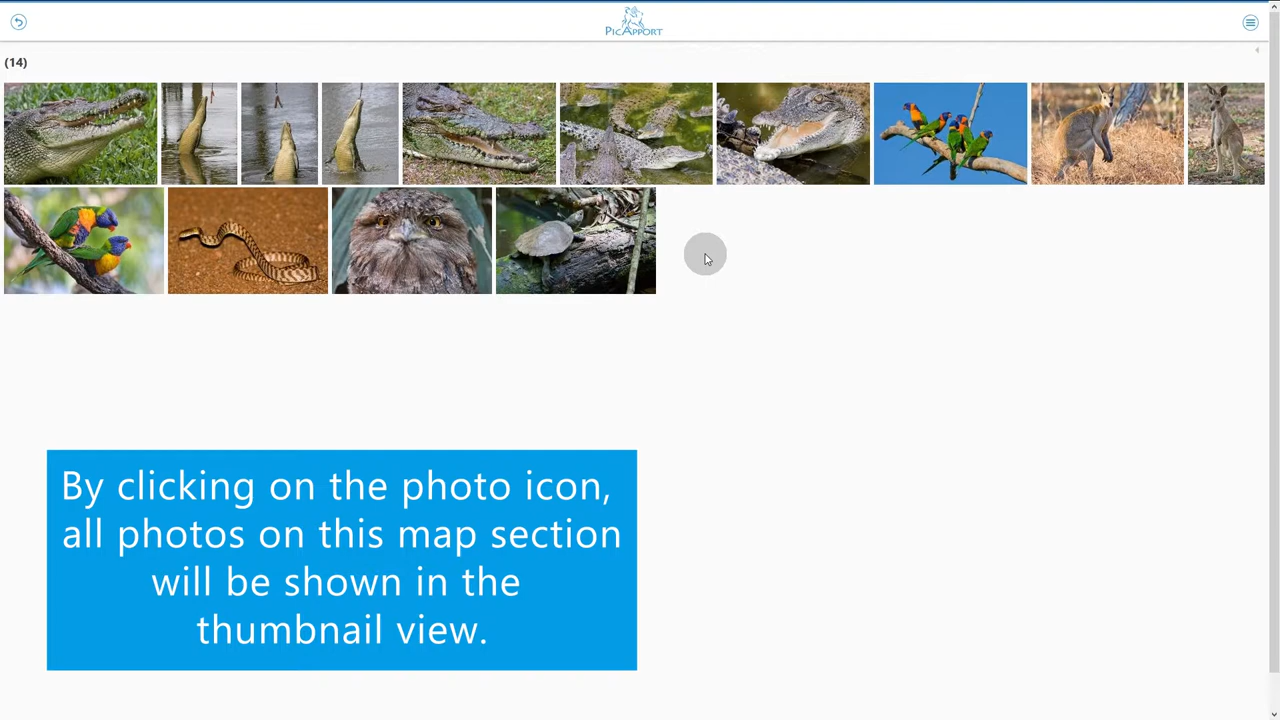 PICAPPORT
(14)
By clicking on the photo icon,
all photos on this map section
will be shown in the
thumbnail view.